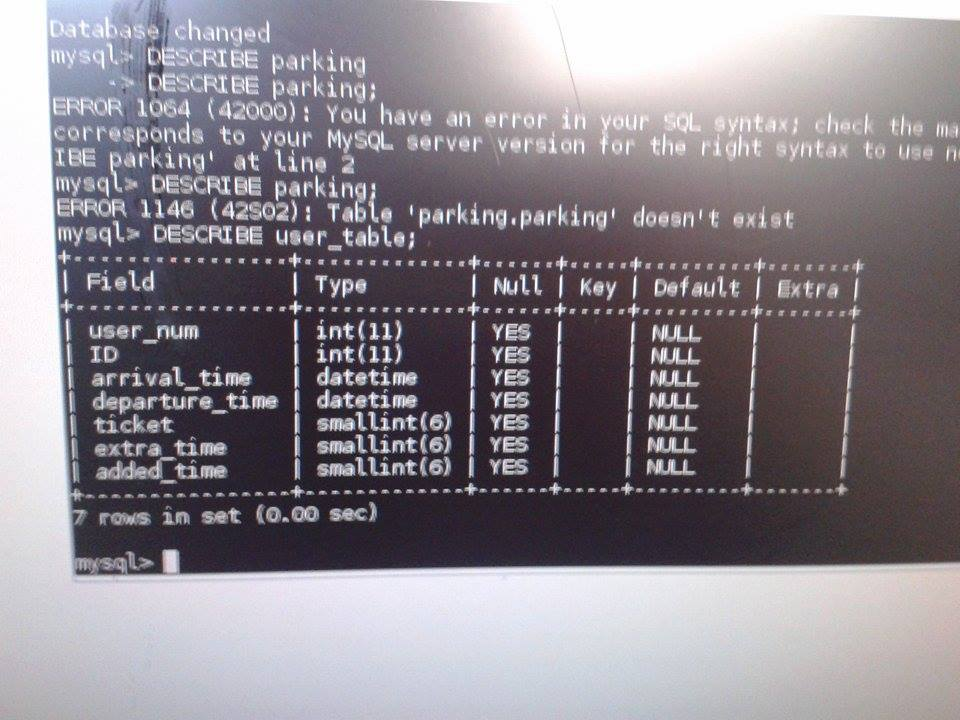 Database changed
mysql> DESCRIBE parking
-> DESCRIBE parking;
ERROR 1064 (42000): You have an error in your SQL syntax; check the ma
corresponds to your MySQL server version for the right syntax to use ne
IBE parking' at line 2
mysql> DESCRIBE parking;
ERROR 1146 (42S02): Table 'parking.parking' doesn't exist
mysql> DESCRIBE user_table;
+---------------+-------------+------+-----+---------+-------+
| Field | Type | Null | Key | Default | Extra |
+---------------+-------------+------+-----+---------+-------+
| user_num | int(11) | YES | | NULL | |
| ID | int(11) | YES | | NULL | |
| arrival_time | datetime | YES | | NULL | |
| departure_time | datetime | YES | | NULL | |
| ticket | smallint(6) | YES | | NULL | |
| extra_time | smallint(6) | YES | | NULL | |
| added_time | smallint(6) | YES | | NULL | |
+---------------+-------------+------+-----+---------+-------+
7 rows in set (0.00 sec)
mysql>